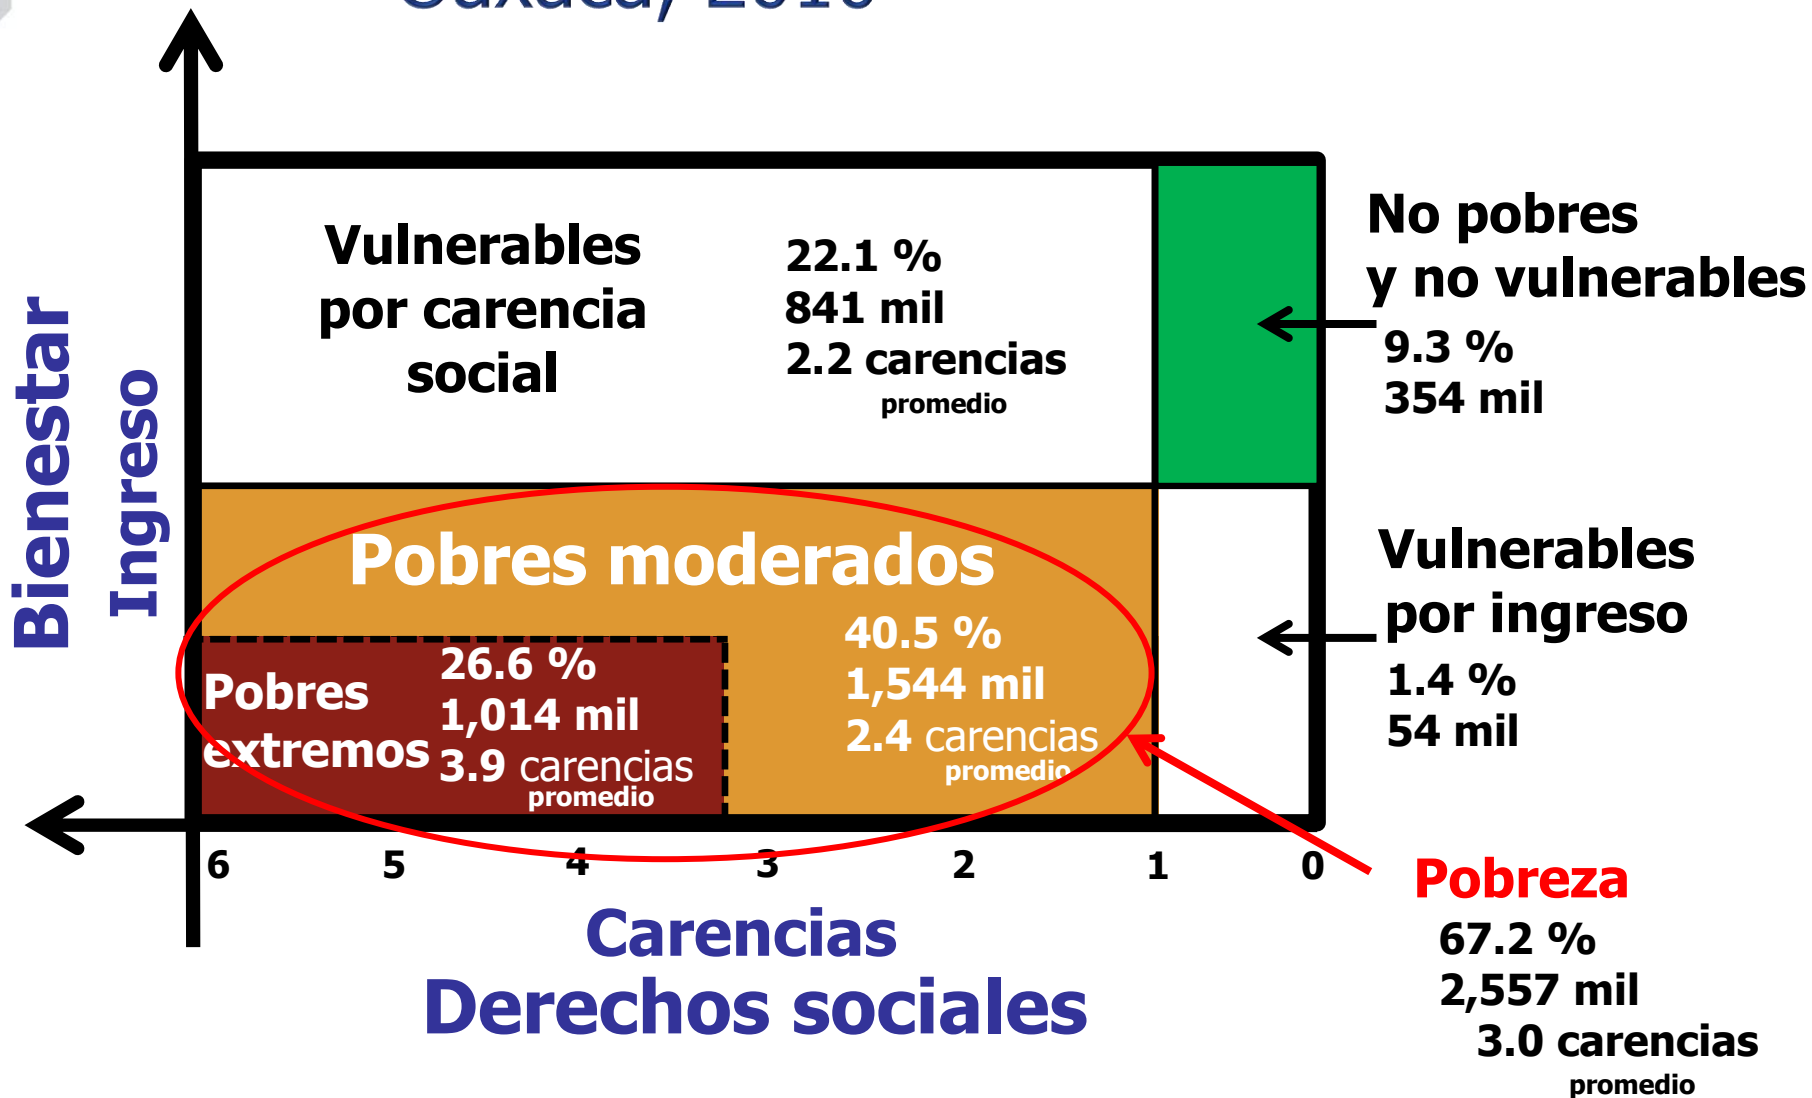 Oaxaca, 2010
Bienestar
Ingreso
Vulnerables
por carencia
social
22.1 %
841 mil
2.2 carencias
promedio
No pobres
y no vulnerables
9.3 %
354 mil
Pobres moderados
40.5 %
1,544 mil
2.4 carencias
promedio
Pobres
extremos
26.6 %
1,014 mil
3.9 carencias
promedio
Vulnerables
por ingreso
1.4 %
54 mil
6 5 4 3 2 1 0
Carencias
Derechos sociales
Pobreza
67.2 %
2,557 mil
3.0 carencias
promedio